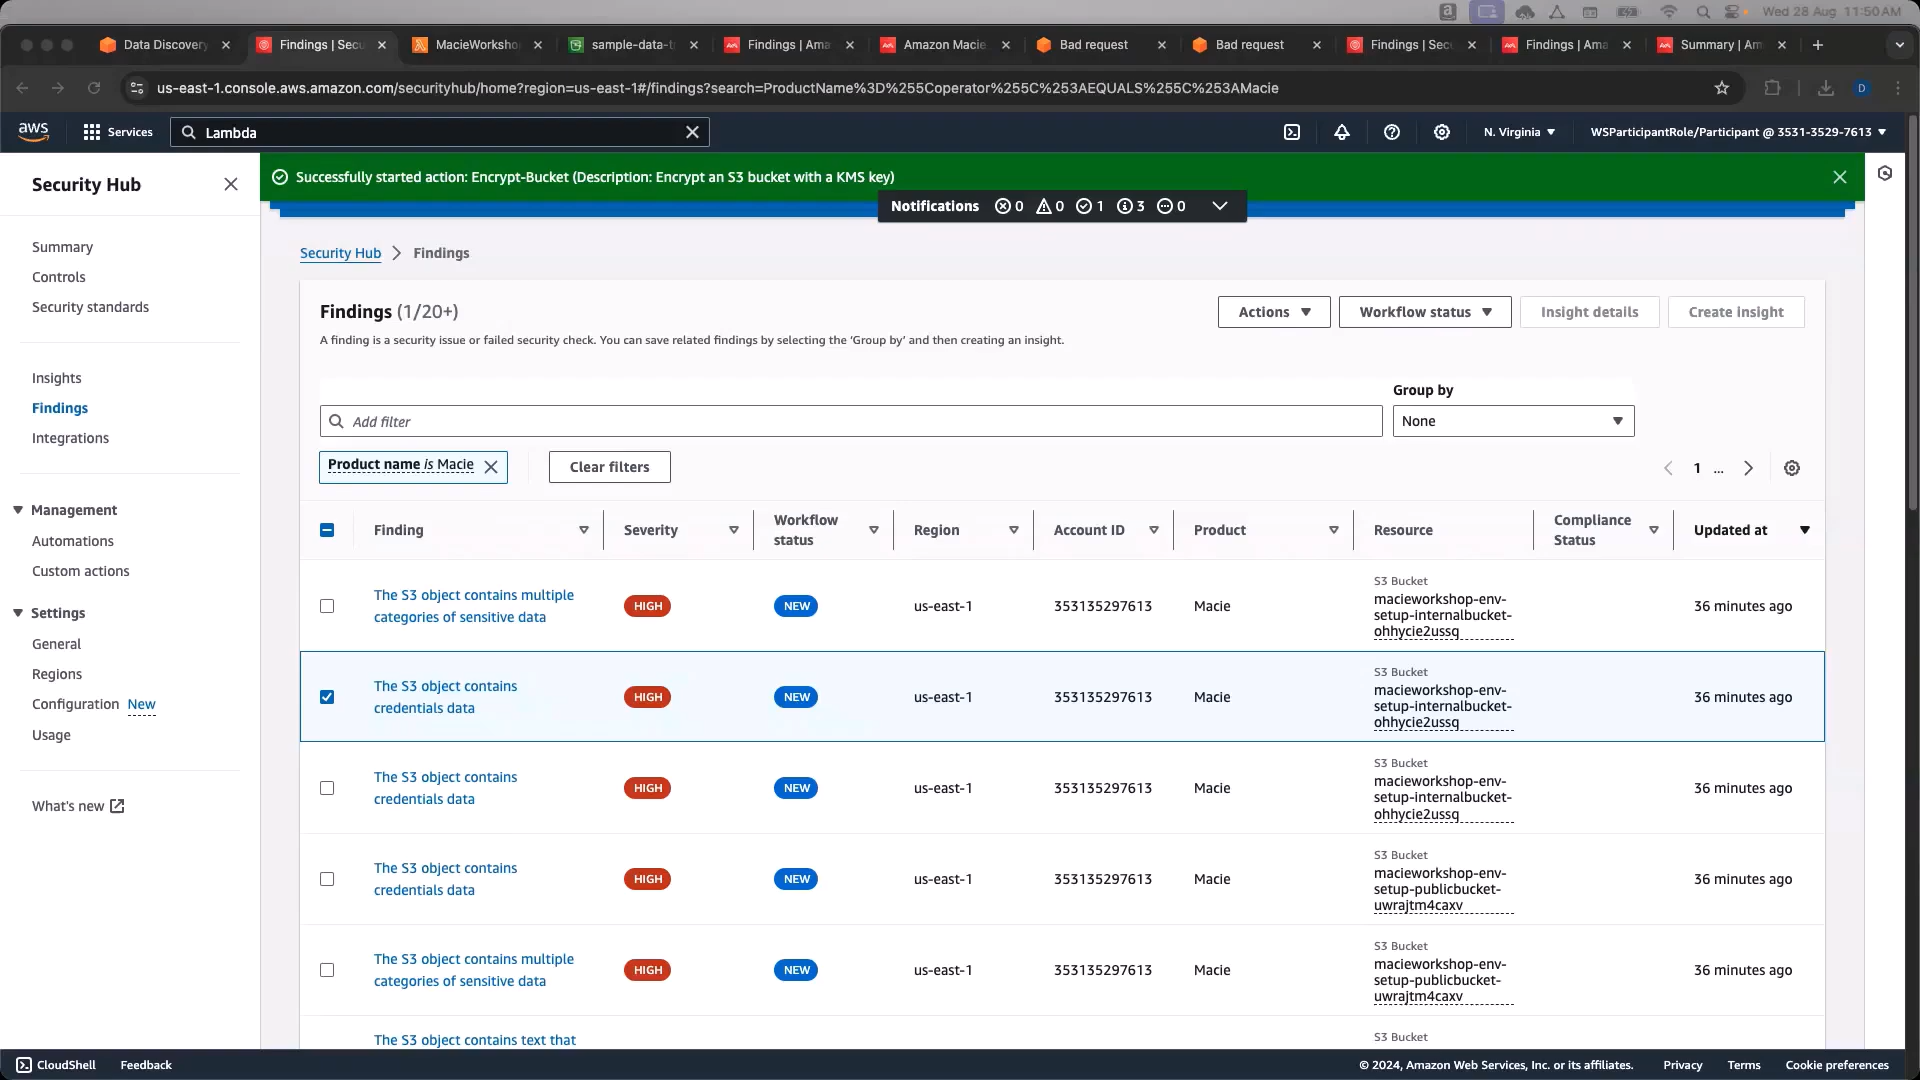 Wed 28 Aug 11:50 AM
Data Discovery
Findings | Secu
MacieWorksho
sample-data-b
Findings | Ama
Amazon Macie
Bad request
Bad request
Findings | Sec
Findings | Ama
Summary | Am
us-east-1.console.aws.amazon.com/securityhub/home?region=us-east-1#/findings?search=ProductName%3D%255Coperator%255C%253AEQUALS%255C%253AMacie
D
aws
Services
Lambda
N. Virginia
WSParticipantRole/Participant @ 3531-3529-7613
Security Hub
Summary
Controls
Security standards
Insights
Findings
Integrations
Management
Automations
Custom actions
Settings
General
Regions
Configuration New
Usage
What's new
Successfully started action: Encrypt-Bucket (Description: Encrypt an S3 bucket with a KMS key)
Notifications 0 0 1 3 0
Security Hub > Findings
Findings (1/20+)
Actions
Workflow status
Insight details
Create insight
A finding is a security issue or failed security check. You can save related findings by selecting the 'Group by' and then creating an insight.
Group by
Add filter
None
Product name is Macie
Clear filters
1 ...
Finding
Severity
Workflow
status
Region
Account ID
Product
Resource
Compliance
Status
Updated at
The S3 object contains multiple
categories of sensitive data
HIGH
NEW
us-east-1
353135297613
Macie
S3 Bucket
macieworkshop-env-
setup-internalbucket-
ohhycie2ussq
36 minutes ago
The S3 object contains
credentials data
HIGH
NEW
us-east-1
353135297613
Macie
S3 Bucket
macieworkshop-env-
setup-internalbucket-
ohhycie2ussq
36 minutes ago
The S3 object contains
credentials data
HIGH
NEW
us-east-1
353135297613
Macie
S3 Bucket
macieworkshop-env-
setup-internalbucket-
ohhycie2ussq
36 minutes ago
The S3 object contains
credentials data
HIGH
NEW
us-east-1
353135297613
Macie
S3 Bucket
macieworkshop-env-
setup-publicbucket-
uwrajtm4caxv
36 minutes ago
The S3 object contains multiple
categories of sensitive data
HIGH
NEW
us-east-1
353135297613
Macie
S3 Bucket
macieworkshop-env-
setup-publicbucket-
uwrajtm4caxv
36 minutes ago
The S3 object contains text that
S3 Bucket
CloudShell
Feedback
© 2024, Amazon Web Services, Inc. or its affiliates.
Privacy
Terms
Cookie preferences